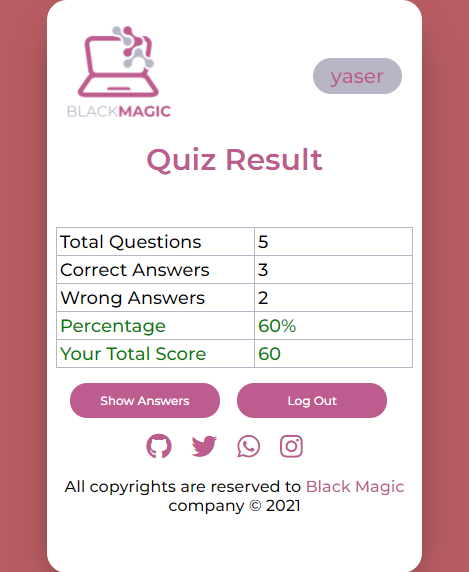 BLACKMAGIC
yaser
Quiz Result
Total Questions 5
Correct Answers 3
Wrong Answers 2
Percentage 60%
Your Total Score 60
Show Answers Log Out
All copyrights are reserved to Black Magic
company © 2021